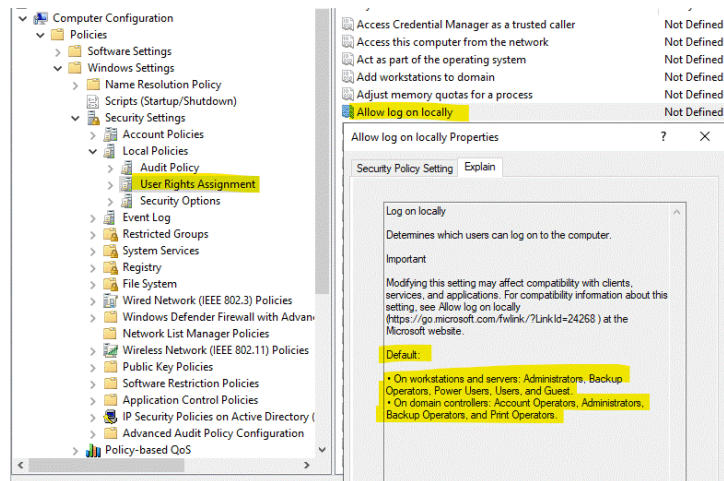 Computer Configuration
Policies
Software Settings
Windows Settings
Name Resolution Policy
Scripts (Startup/Shutdown)
Security Settings
Account Policies
Local Policies
Audit Policy
User Rights Assignment
Security Options
Event Log
Restricted Groups
System Services
Registry
File System
Wired Network (IEEE 802.3) Policies
Windows Defender Firewall with Advan
Network List Manager Policies
Wireless Network (IEEE 802.11) Policies
Public Key Policies
Software Restriction Policies
Application Control Policies
IP Security Policies on Active Directory (
Advanced Audit Policy Configuration
Policy-based QoS
Access Credential Manager as a trusted caller Not Defined
Access this computer from the network Not Defined
Act as part of the operating system Not Defined
Add workstations to domain Not Defined
Adjust memory quotas for a process Not Defined
Allow log on locally Not Defined
Allow log on locally Properties ? X
Security Policy Setting Explain
Log on locally
Determines which users can log on to the computer.
Important
Modifying this setting may affect compatibility with clients,
services, and applications. For compatibility information about this
setting, see Allow log on locally
(https://go.microsoft.com/fwlink/?LinkId=24268 ) at the
Microsoft website.
Default:
• On workstations and servers: Administrators, Backup
Operators, Power Users, Users, and Guest.
• On domain controllers: Account Operators, Administrators,
Backup Operators, and Print Operators.